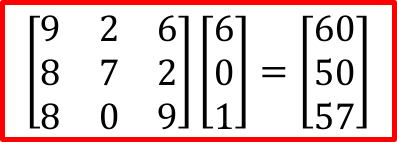 [9 2 6] [6] [60]
[8 7 2] [0] = [50]
[8 0 9] [1] [57]